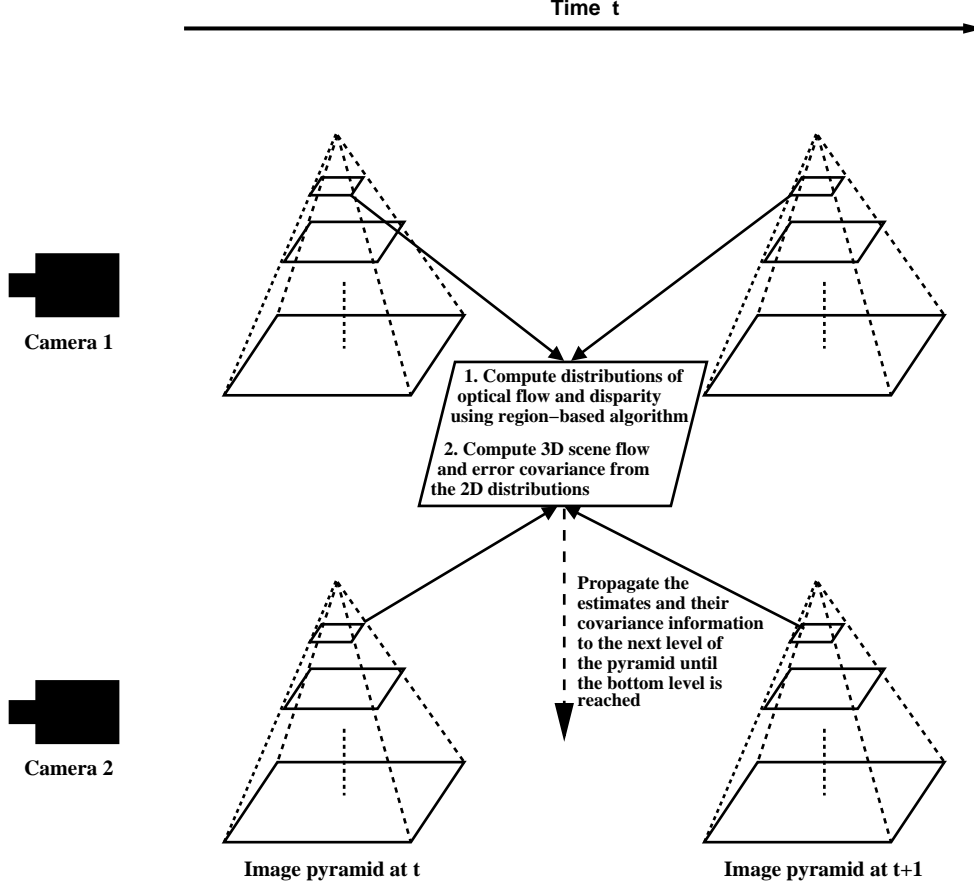 Time t
Camera 1
1. Compute distributions of
optical flow and disparity
using region−based algorithm
2. Compute 3D scene flow
and error covariance from
the 2D distributions
Propagate the
estimates and their
covariance information
to the next level of
the pyramid until
the bottom level is
reached
Camera 2
Image pyramid at t
Image pyramid at t+1